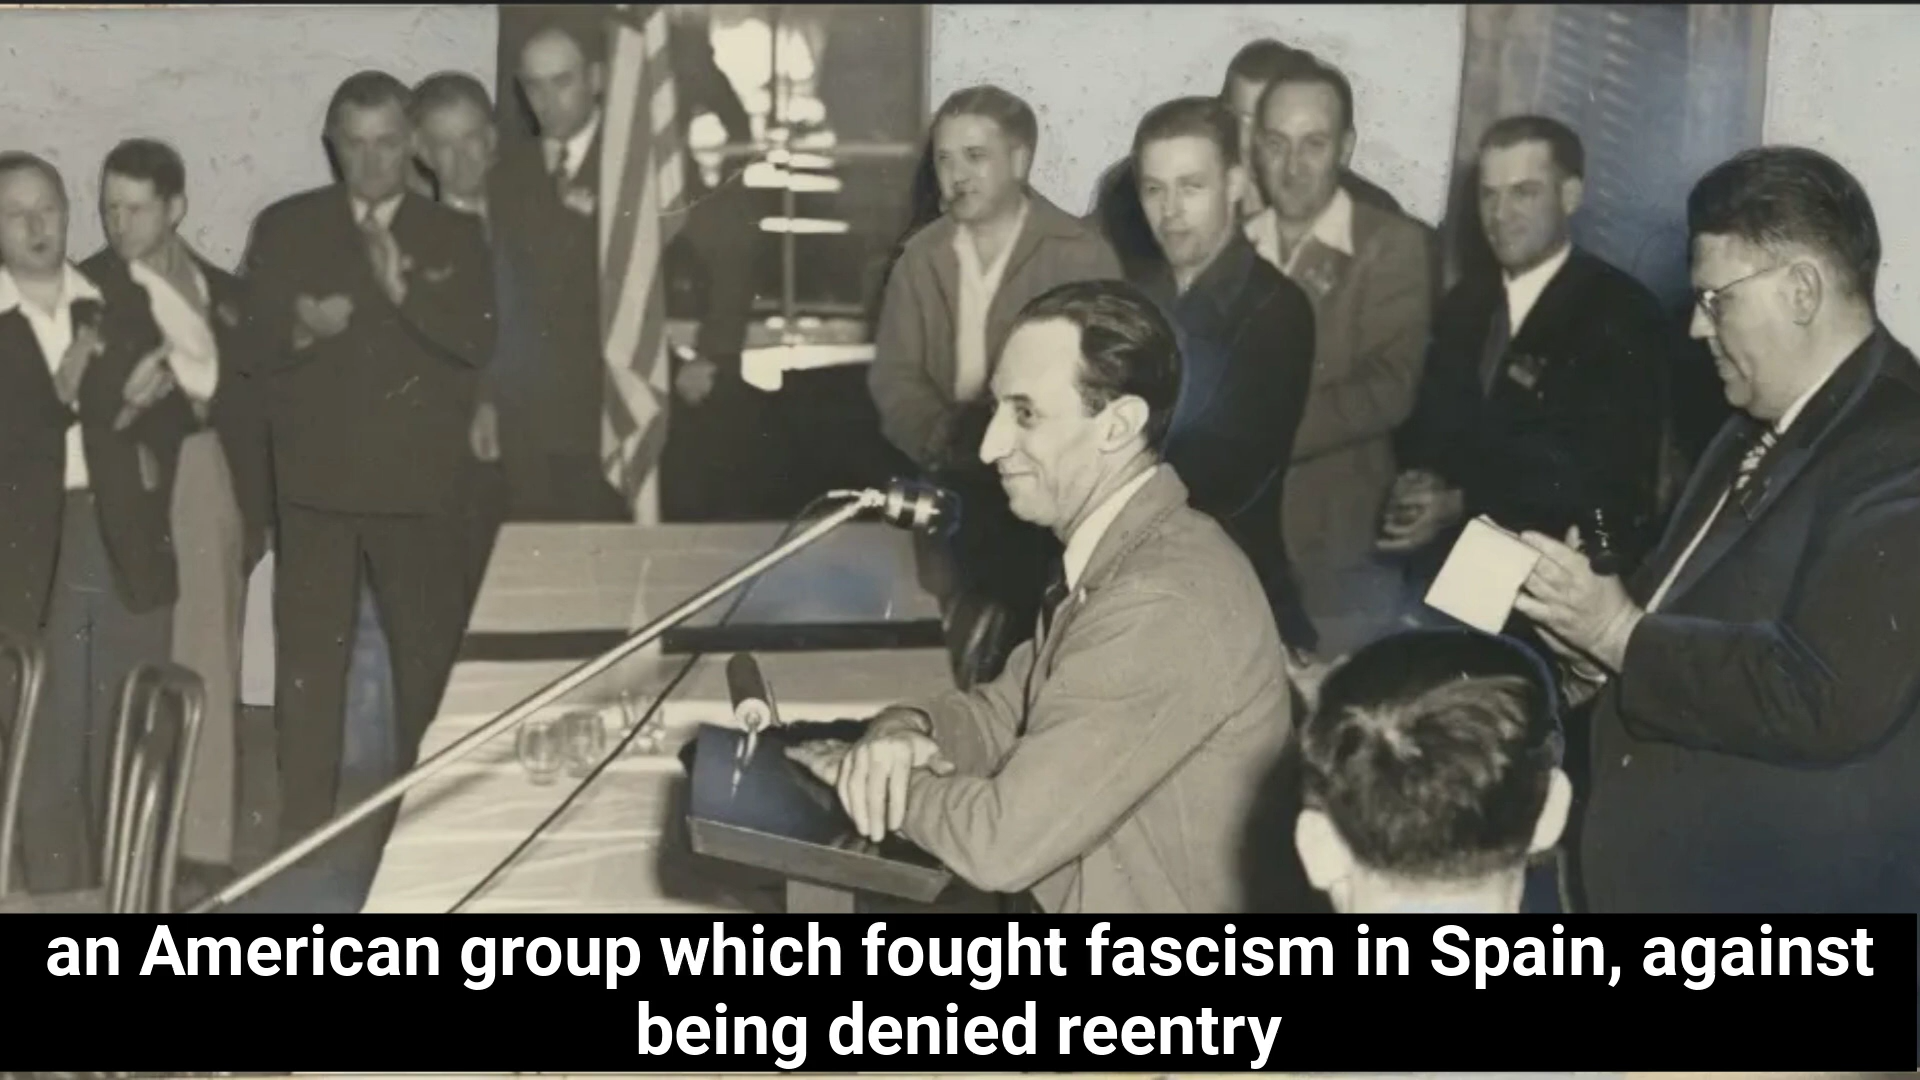 an American group which fought fascism in Spain, against
being denied reentry